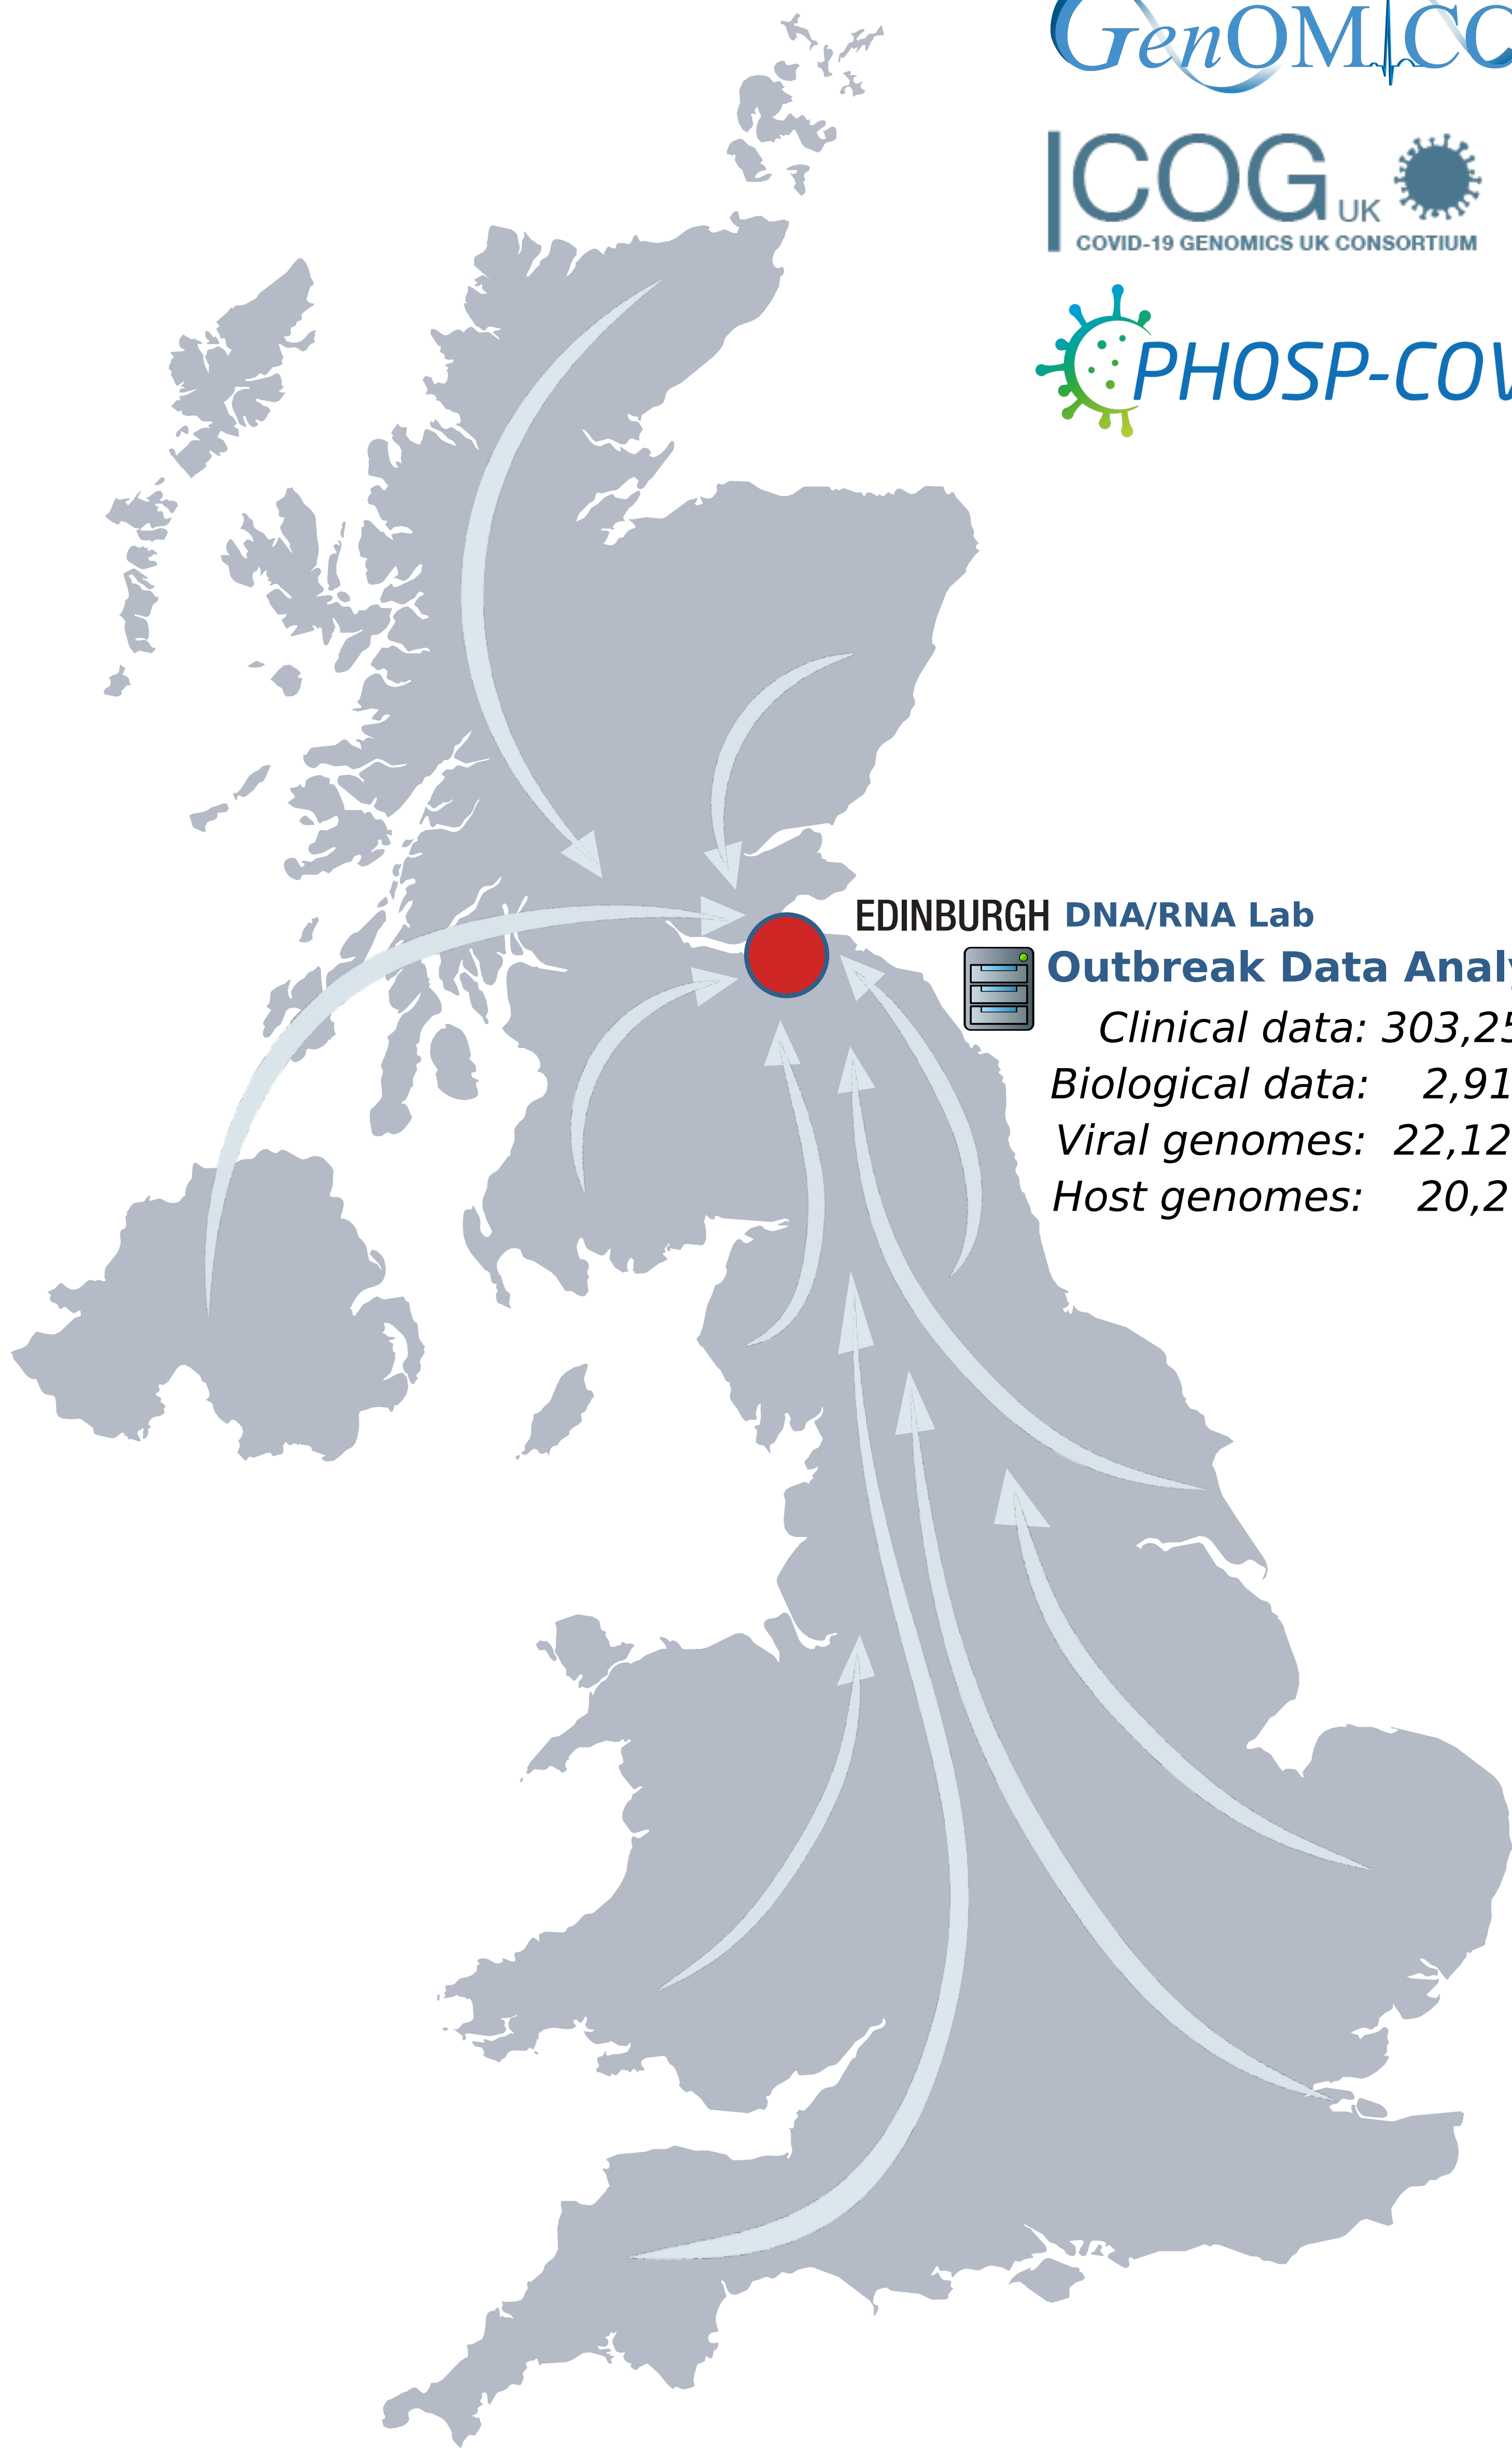 GenOMICC
COG UK
COVID-19 GENOMICS UK CONSORTIUM
PHOSP-COV
EDINBURGH DNA/RNA Lab
Outbreak Data Analy
Clinical data: 303,25
Biological data: 2,91
Viral genomes: 22,12
Host genomes: 20,2